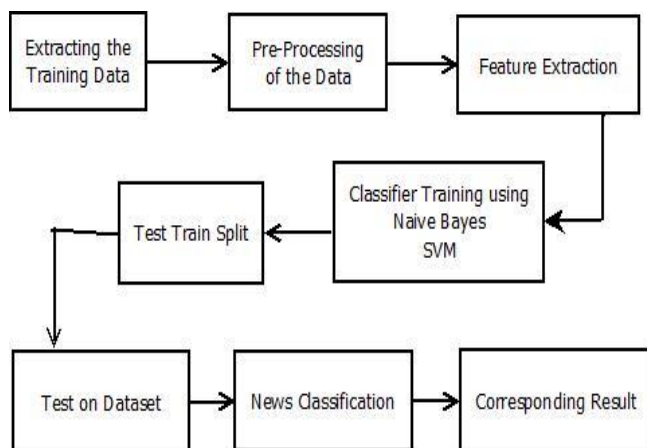 Extracting the
Training Data
Pre-Processing
of the Data
Feature Extraction
Classifier Training using
Naive Bayes
SVM
Test Train Split
Test on Dataset
News Classification
Corresponding Result